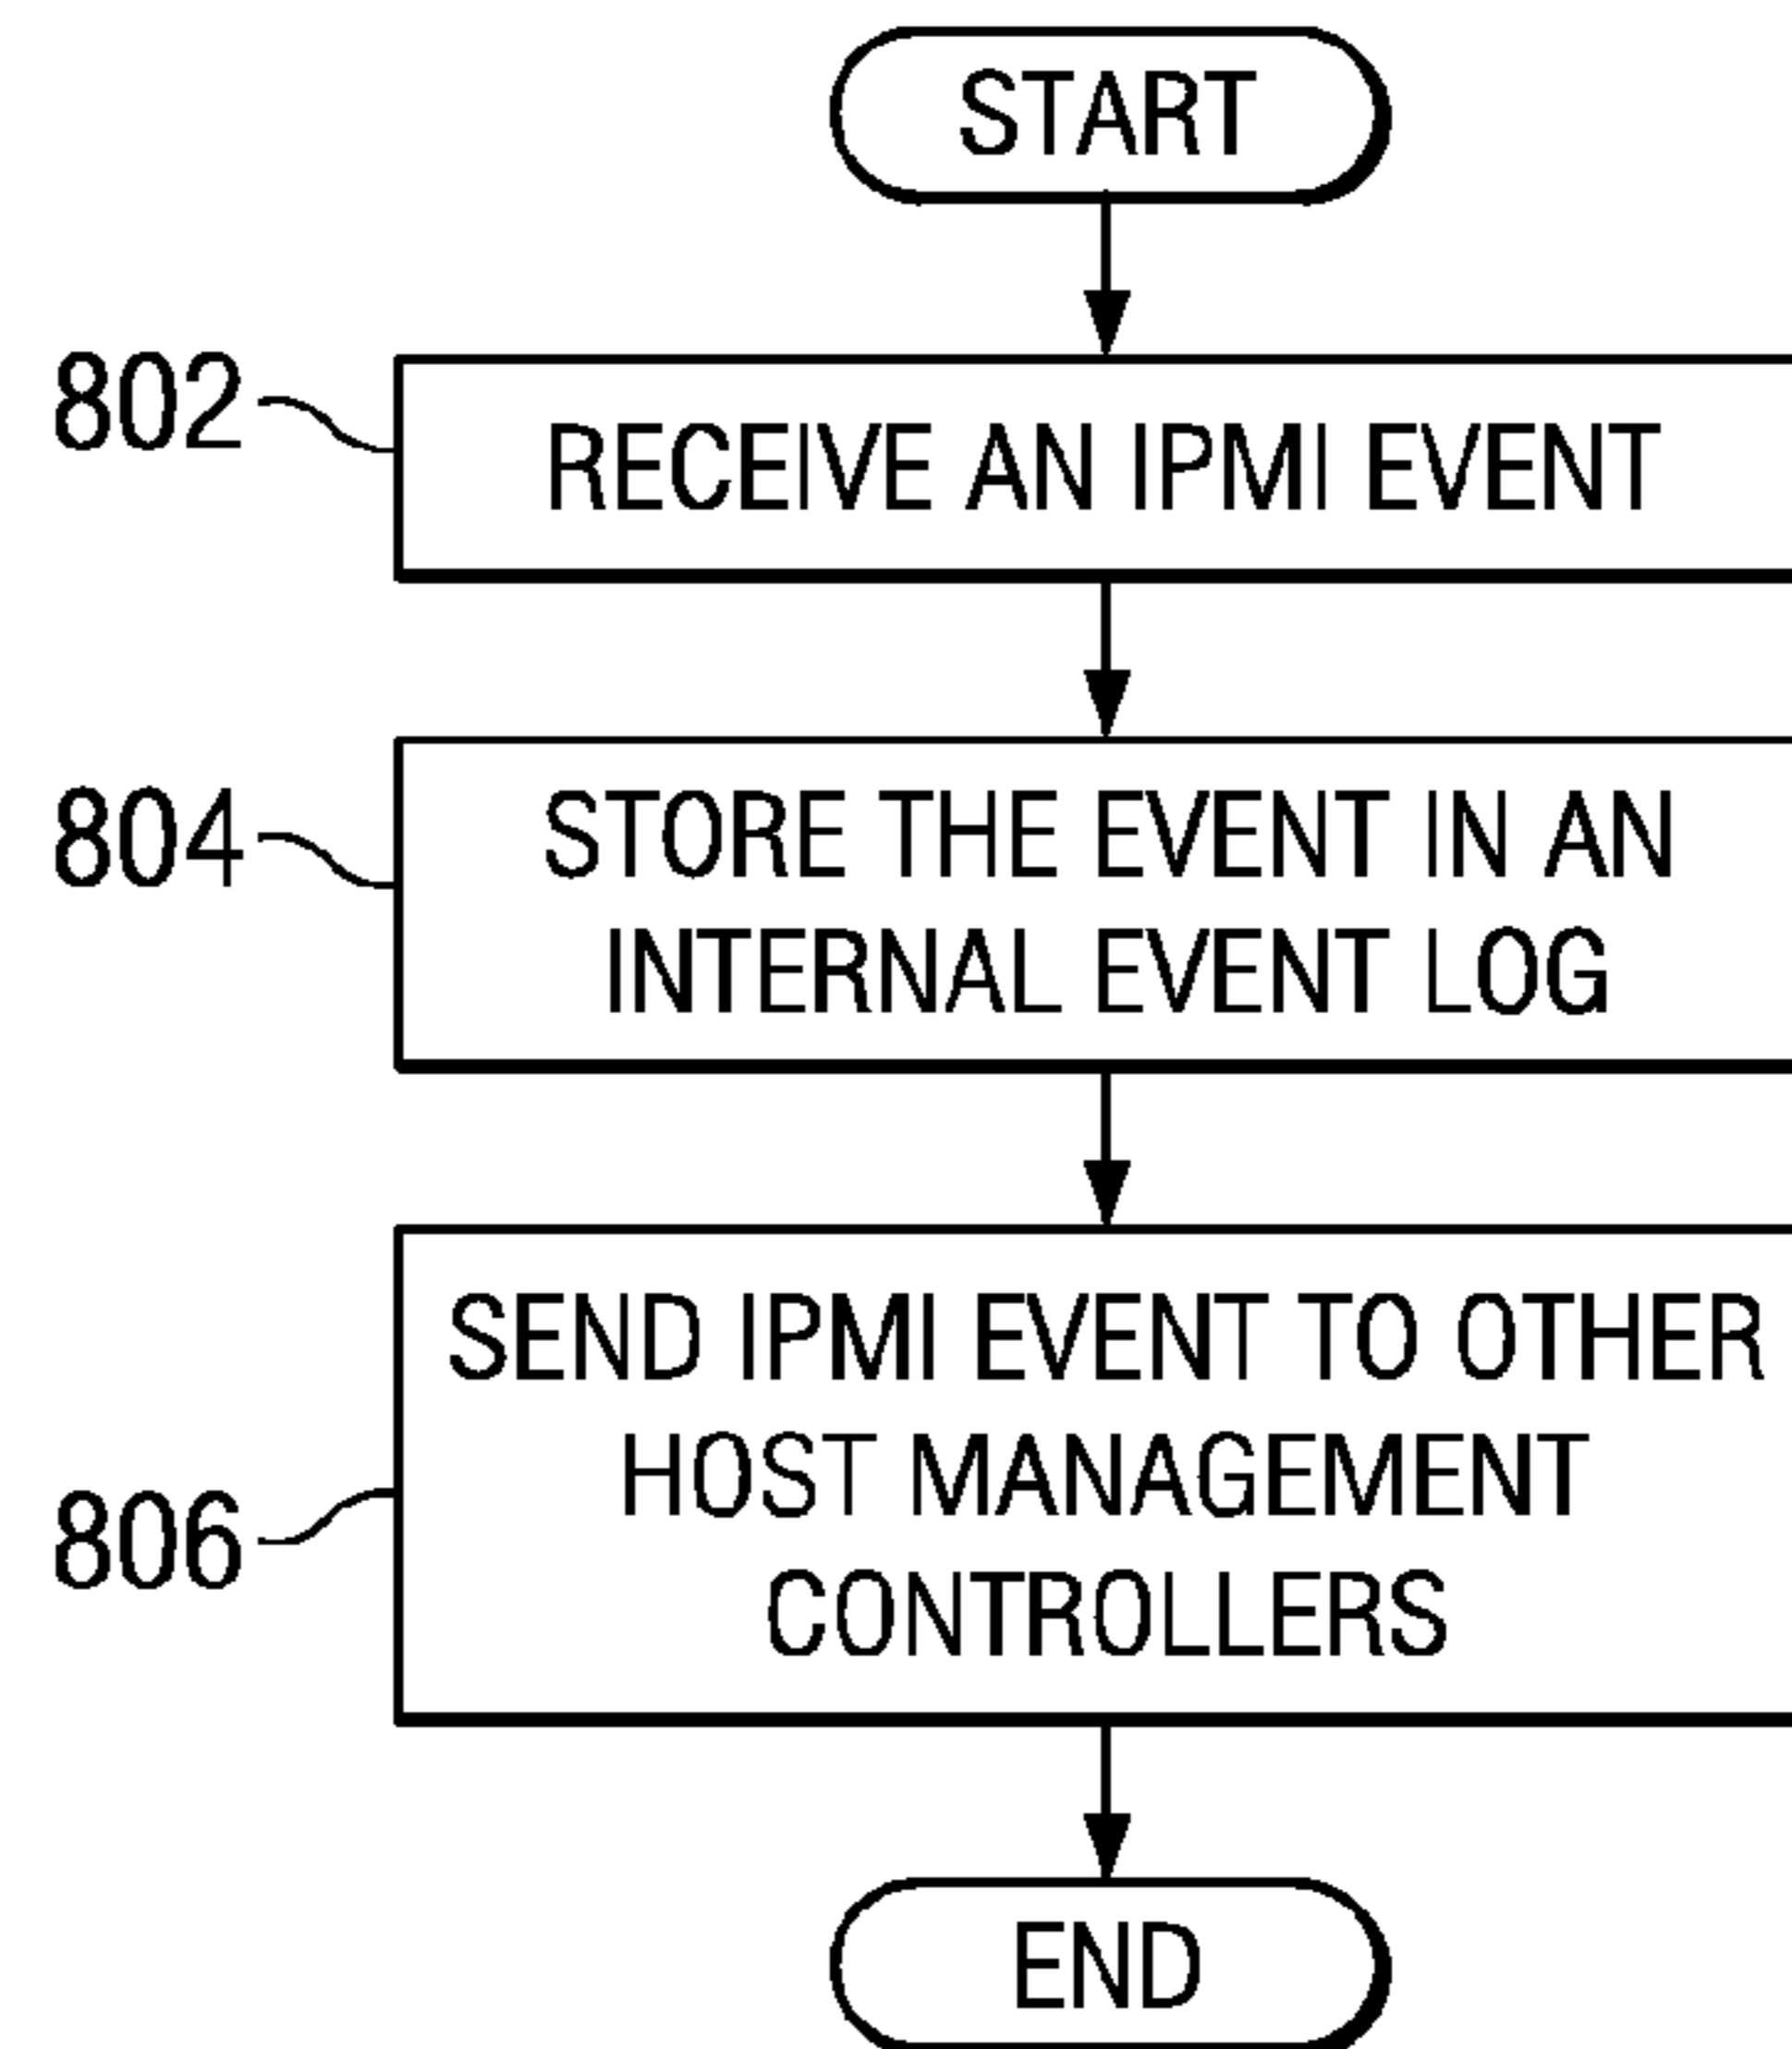 START
802
RECEIVE AN IPMI EVENT
804
STORE THE EVENT IN AN
INTERNAL EVENT LOG
SEND IPMI EVENT TO OTHER
HOST MANAGEMENT
806
CONTROLLERS
END